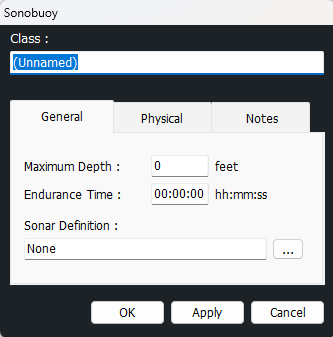 Sonobuoy
Class :
(Unnamed)
General Physical Notes
Maximum Depth : 0 feet
Endurance Time : 00:00:00 hh:mm:ss
Sonar Definition :
None ...
OK Apply Cancel